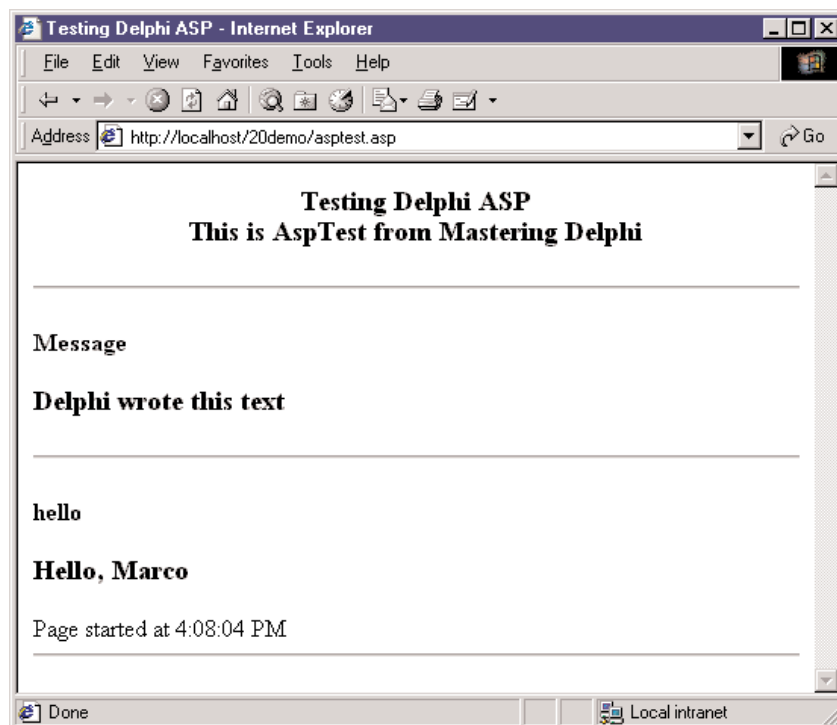 Testing Delphi ASP - Internet Explorer
File Edit View Favorites Tools Help
Address http://localhost/20demo/asptest.asp Go
Testing Delphi ASP
This is AspTest from Mastering Delphi
Message
Delphi wrote this text
hello
Hello, Marco
Page started at 4:08:04 PM
Done Local intranet